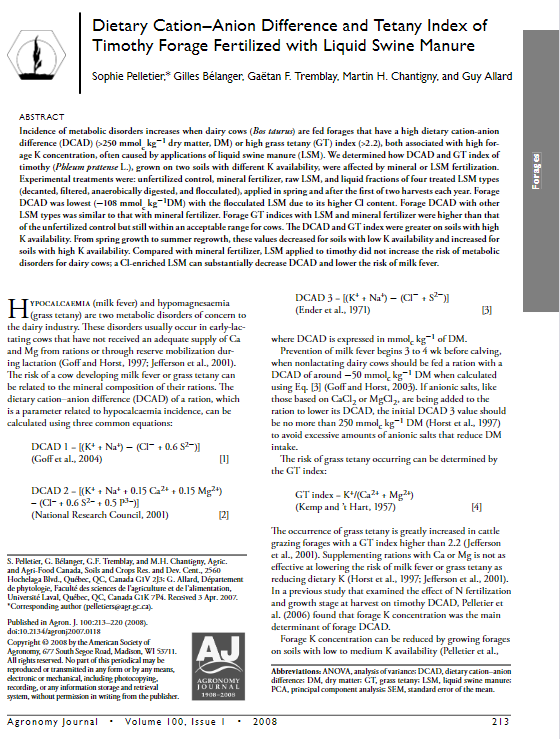 Dietary Cation–Anion Difference and Tetany Index of
Timothy Forage Fertilized with Liquid Swine Manure
Sophie Pelletier,* Gilles Bélanger, Gaëtan F. Tremblay, Martin H. Chantigny, and Guy Allard
ABSTRACT
Incidence of metabolic disorders increases when dairy cows (Bos taurus) are fed forages that have a high dietary cation-anion
difference (DCAD) (>250 mmolc kg−1 dry matter, DM) or high grass tetany (GT) index (>2.2), both associated with high for-
age K concentration, often caused by applications of liquid swine manure (LSM). We determined how DCAD and GT index of
timothy (Phleum pratense L.), grown on two soils with different K availability, were affected by mineral or LSM fertilization.
Experimental treatments were: unfertilized control, mineral fertilizer, raw LSM, and liquid fractions of four treated LSM types
(decanted, filtered, anaerobically digested, and flocculated), applied in spring and after the first of two harvests each year. Forage
DCAD was lowest (−108 mmolc kg−1DM) with the flocculated LSM due to its higher Cl content. Forage DCAD with other
LSM types was similar to that with mineral fertilizer. Forage GT indices with LSM and mineral fertilizer were higher than that
of the unfertilized control but still within an acceptable range for cows. The DCAD and GT index were greater on soils with high
K availability. From spring growth to summer regrowth, these values decreased for soils with low K availability and increased for
soils with high K availability. Compared with mineral fertilizer, LSM applied to timothy did not increase the risk of metabolic
disorders for dairy cows; a Cl-enriched LSM can substantially decrease DCAD and lower the risk of milk fever.
Forages
Hypocalcaemia (milk fever) and hypomagnesaemia
(grass tetany) are two metabolic disorders of concern to
the dairy industry. These disorders usually occur in early-lac-
tating cows that have not received an adequate supply of Ca
and Mg from rations or through reserve mobilization dur-
ing lactation (Goff and Horst, 1997; Jefferson et al., 2001).
The risk of a cow developing milk fever or grass tetany can
be related to the mineral composition of their rations. The
dietary cation–anion difference (DCAD) of a ration, which
is a parameter related to hypocalcaemia incidence, can be
calculated using three common equations:
DCAD 1 = [(K+ + Na+) − (Cl− + 0.6 S2−)]
(Goff et al., 2004) [1]
DCAD 2 = [(K+ + Na+ + 0.15 Ca2+ + 0.15 Mg2+)
− (Cl− + 0.6 S2− + 0.5 P3−)]
(National Research Council, 2001) [2]
S. Pelletier, G. Bélanger, G.F. Tremblay, and M.H. Chantigny, Agric.
and Agri-Food Canada, Soils and Crops Res. and Dev. Cent., 2560
Hochelaga Blvd., Québec, QC, Canada G1V 2J3; G. Allard, Département
de phytologie, Faculté des sciences de l'agriculture et de l'alimentation,
Université Laval, Québec, QC, Canada G1K 7P4. Received 3 Apr. 2007.
*Corresponding author (pelletiers@agr.gc.ca).
Published in Agron. J. 100:213–220 (2008).
doi:10.2134/agronj2007.0118
Copyright © 2008 by the American Society of
Agronomy, 677 South Segoe Road, Madison, WI 53711.
All rights reserved. No part of this periodical may be
reproduced or transmitted in any form or by any means,
electronic or mechanical, including photocopying,
recording, or any information storage and retrieval
system, without permission in writing from the publisher.
AJ
AGRONOMY
JOURNAL
1908–2008
DCAD 3 = [(K+ + Na+) − (Cl− + S2−)]
(Ender et al., 1971) [3]
where DCAD is expressed in mmolc kg−1 of DM.
Prevention of milk fever begins 3 to 4 wk before calving,
when nonlactating dairy cows should be fed a ration with a
DCAD of around −50 mmolc kg−1 DM when calculated
using Eq. [3] (Goff and Horst, 2003). If anionic salts, like
those based on CaCl2 or MgCl2, are being added to the
ration to lower its DCAD, the initial DCAD 3 value should
be no more than 250 mmolc kg−1 DM (Horst et al., 1997)
to avoid excessive amounts of anionic salts that reduce DM
intake.
The risk of grass tetany occurring can be determined by
the GT index:
GT index = K+/(Ca2+ + Mg2+)
(Kemp and 't Hart, 1957) [4]
The occurrence of grass tetany is greatly increased in cattle
grazing forages with a GT index higher than 2.2 (Jefferson
et al., 2001). Supplementing rations with Ca or Mg is not as
effective at lowering the risk of milk fever or grass tetany as
reducing dietary K (Horst et al., 1997; Jefferson et al., 2001).
In a previous study that examined the effect of N fertilization
and growth stage at harvest on timothy DCAD, Pelletier et
al. (2006) found that forage K concentration was the main
determinant of forage DCAD.
Forage K concentration can be reduced by growing forages
on soils with low to medium K availability (Pelletier et al.,
Abbreviations: ANOVA, analysis of variance; DCAD, dietary cation–anion
difference; DM, dry matter; GT, grass tetany; LSM, liquid swine manure;
PCA, principal component analysis; SEM, standard error of the mean.
Agronomy Journal • Volume 100, Issue 1 • 2008 213